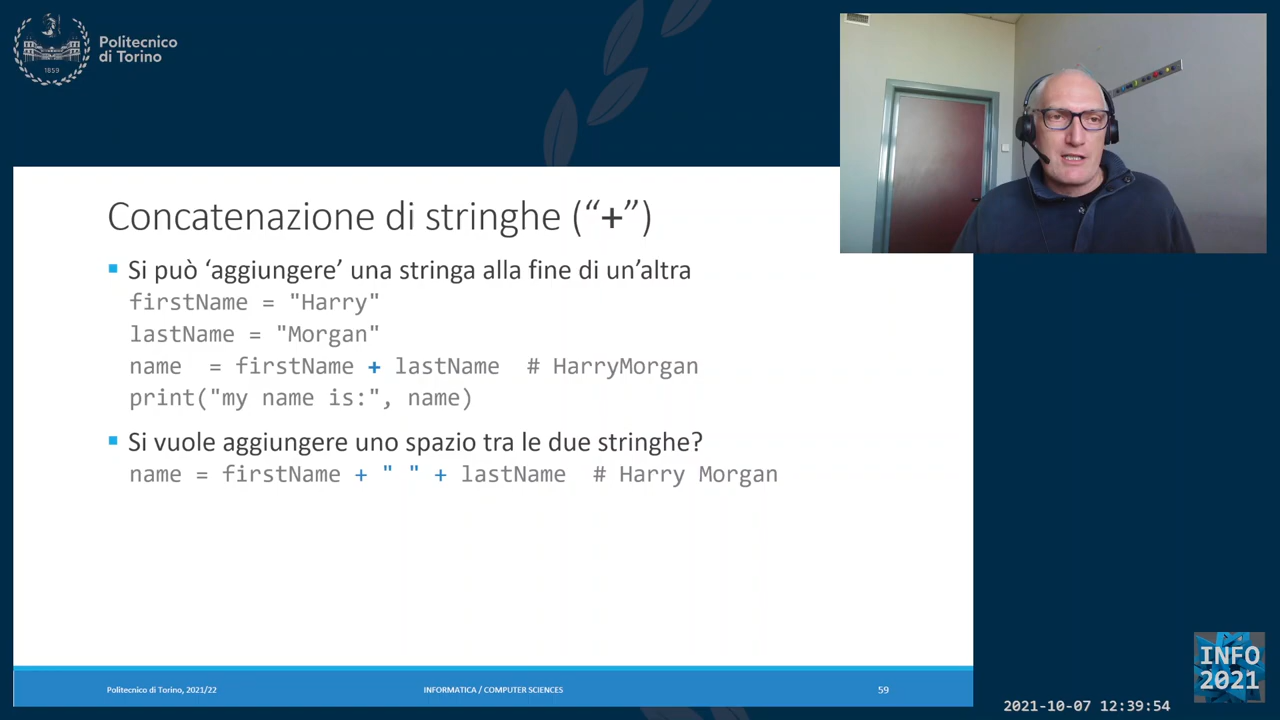 Politecnico
di Torino
1859
Concatenazione di stringhe (“+”)
Si può ‘aggiungere’ una stringa alla fine di un’altra
firstName = "Harry"
lastName = "Morgan"
name  = firstName + lastName  # HarryMorgan
print("my name is:", name)
Si vuole aggiungere uno spazio tra le due stringhe?
name = firstName + " " + lastName  # Harry Morgan
Politecnico di Torino, 2021/22
INFORMATICA / COMPUTER SCIENCES
59
INFO
2021
2021-10-07 12:39:54